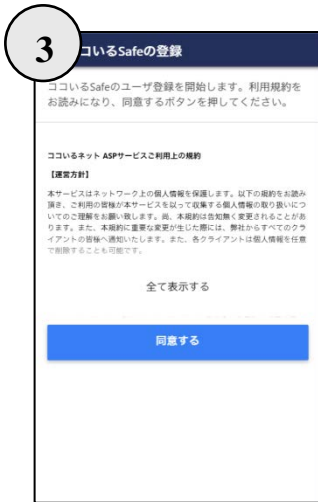 3
コいるSafeの登録
ココいるSafeのユーザ登録を開始します。利用規約を
お読みになり、同意するボタンを押してください。
ココいるネット ASPサービスご利用上の規約
【運営方針】
本サービスはネットワーク上の個人情報を保護します。以下の規約をお読み
頂き、ご利用の皆様が本サービスを以って収集する個人情報の取り扱いにつ
いてのご理解をお願い致します。尚、本規約は告知無く変更されることがあ
ります。また、本規約に重要な変更が生じた際には、弊社からすべてのクラ
イアントの皆様へ通知いたします。また、各クライアントは個人情報を任意
で削除することも可能です。
全て表示する
同意する